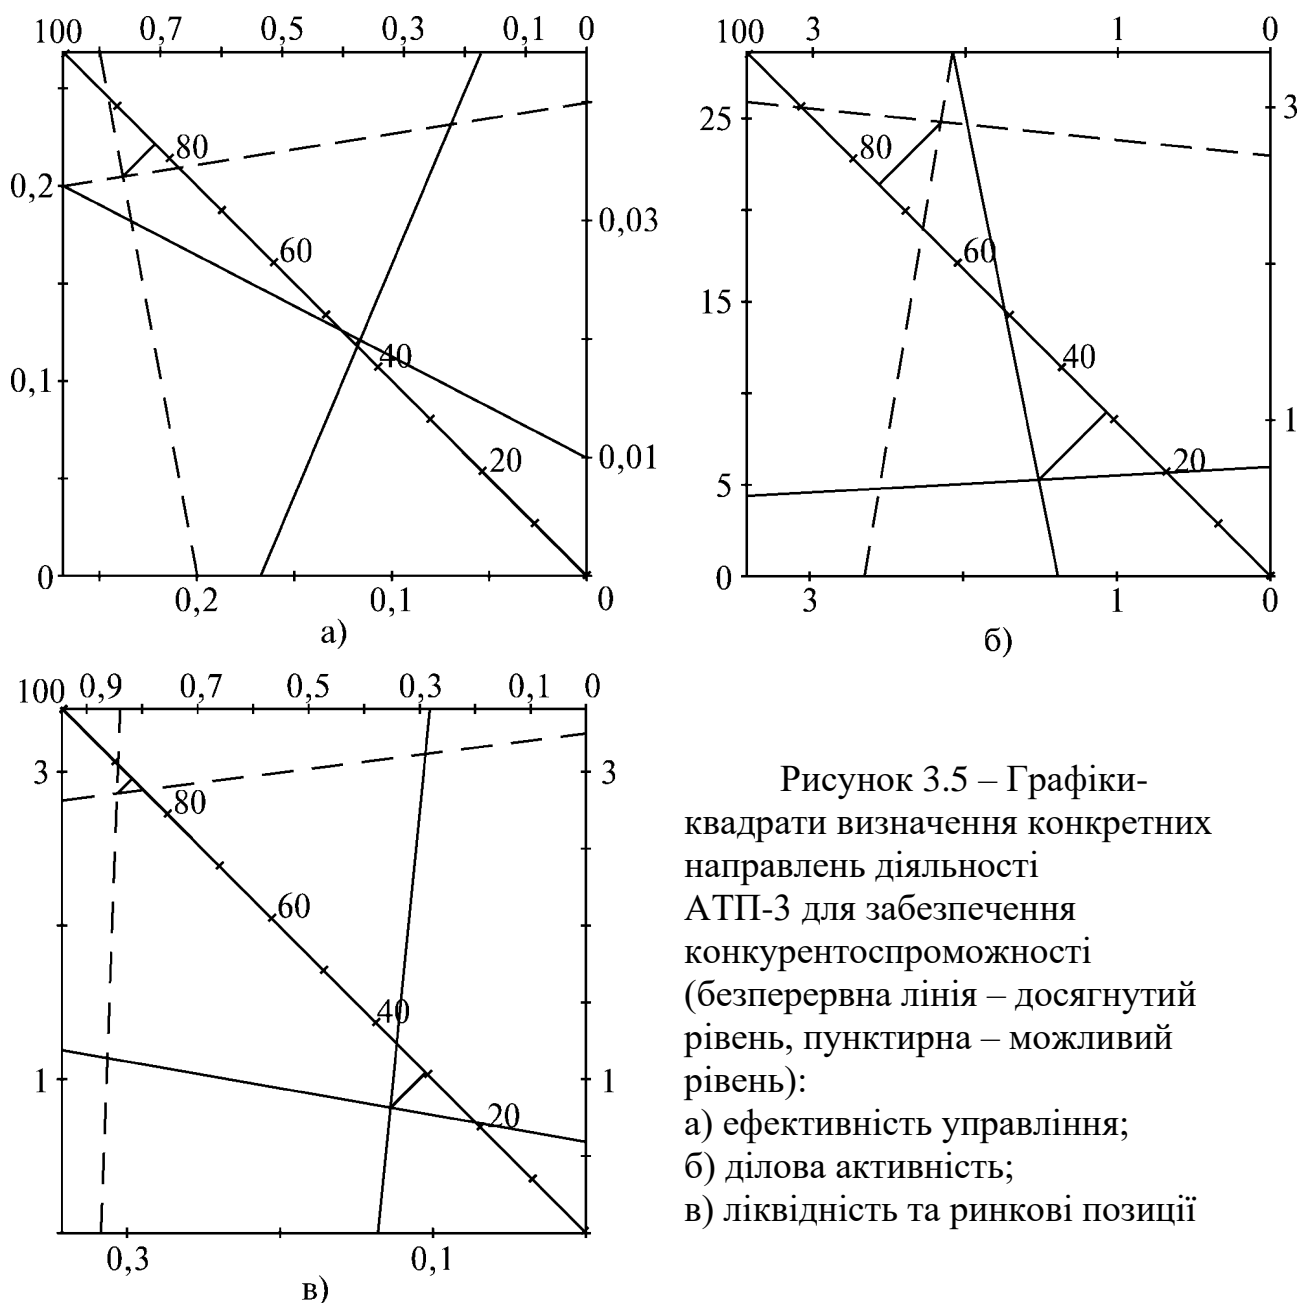 100 0,7 0,5 0,3 0,1 0
80
0,2
0,03
60
40
0,1
20
0,01
0
0,2 0,1 0
а)
100 3 1 0
25
3
80
60
15
40
1
20
5
0
3 1 0
б)
100 0,9 0,7 0,5 0,3 0,1 0
3 3
80
60
40
1 1
20
0,3 0,1
в)
Рисунок 3.5 – Графіки-
квадрати визначення конкретних
направлень діяльності
АТП-3 для забезпечення
конкурентоспроможності
(безперервна лінія – досягнутий
рівень, пунктирна – можливий
рівень):
а) ефективність управління;
б) ділова активність;
в) ліквідність та ринкові позиції